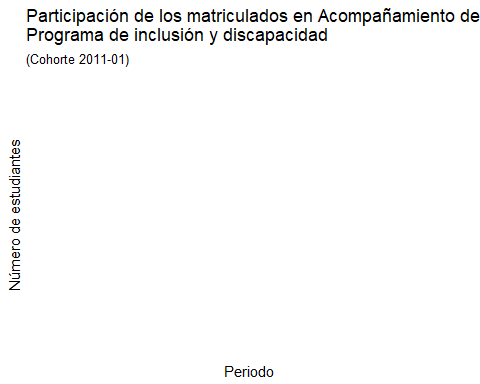 Participación de los matriculados en Acompañamiento de
Programa de inclusión y discapacidad
(Cohorte 2011-01)
Número de estudiantes
Periodo